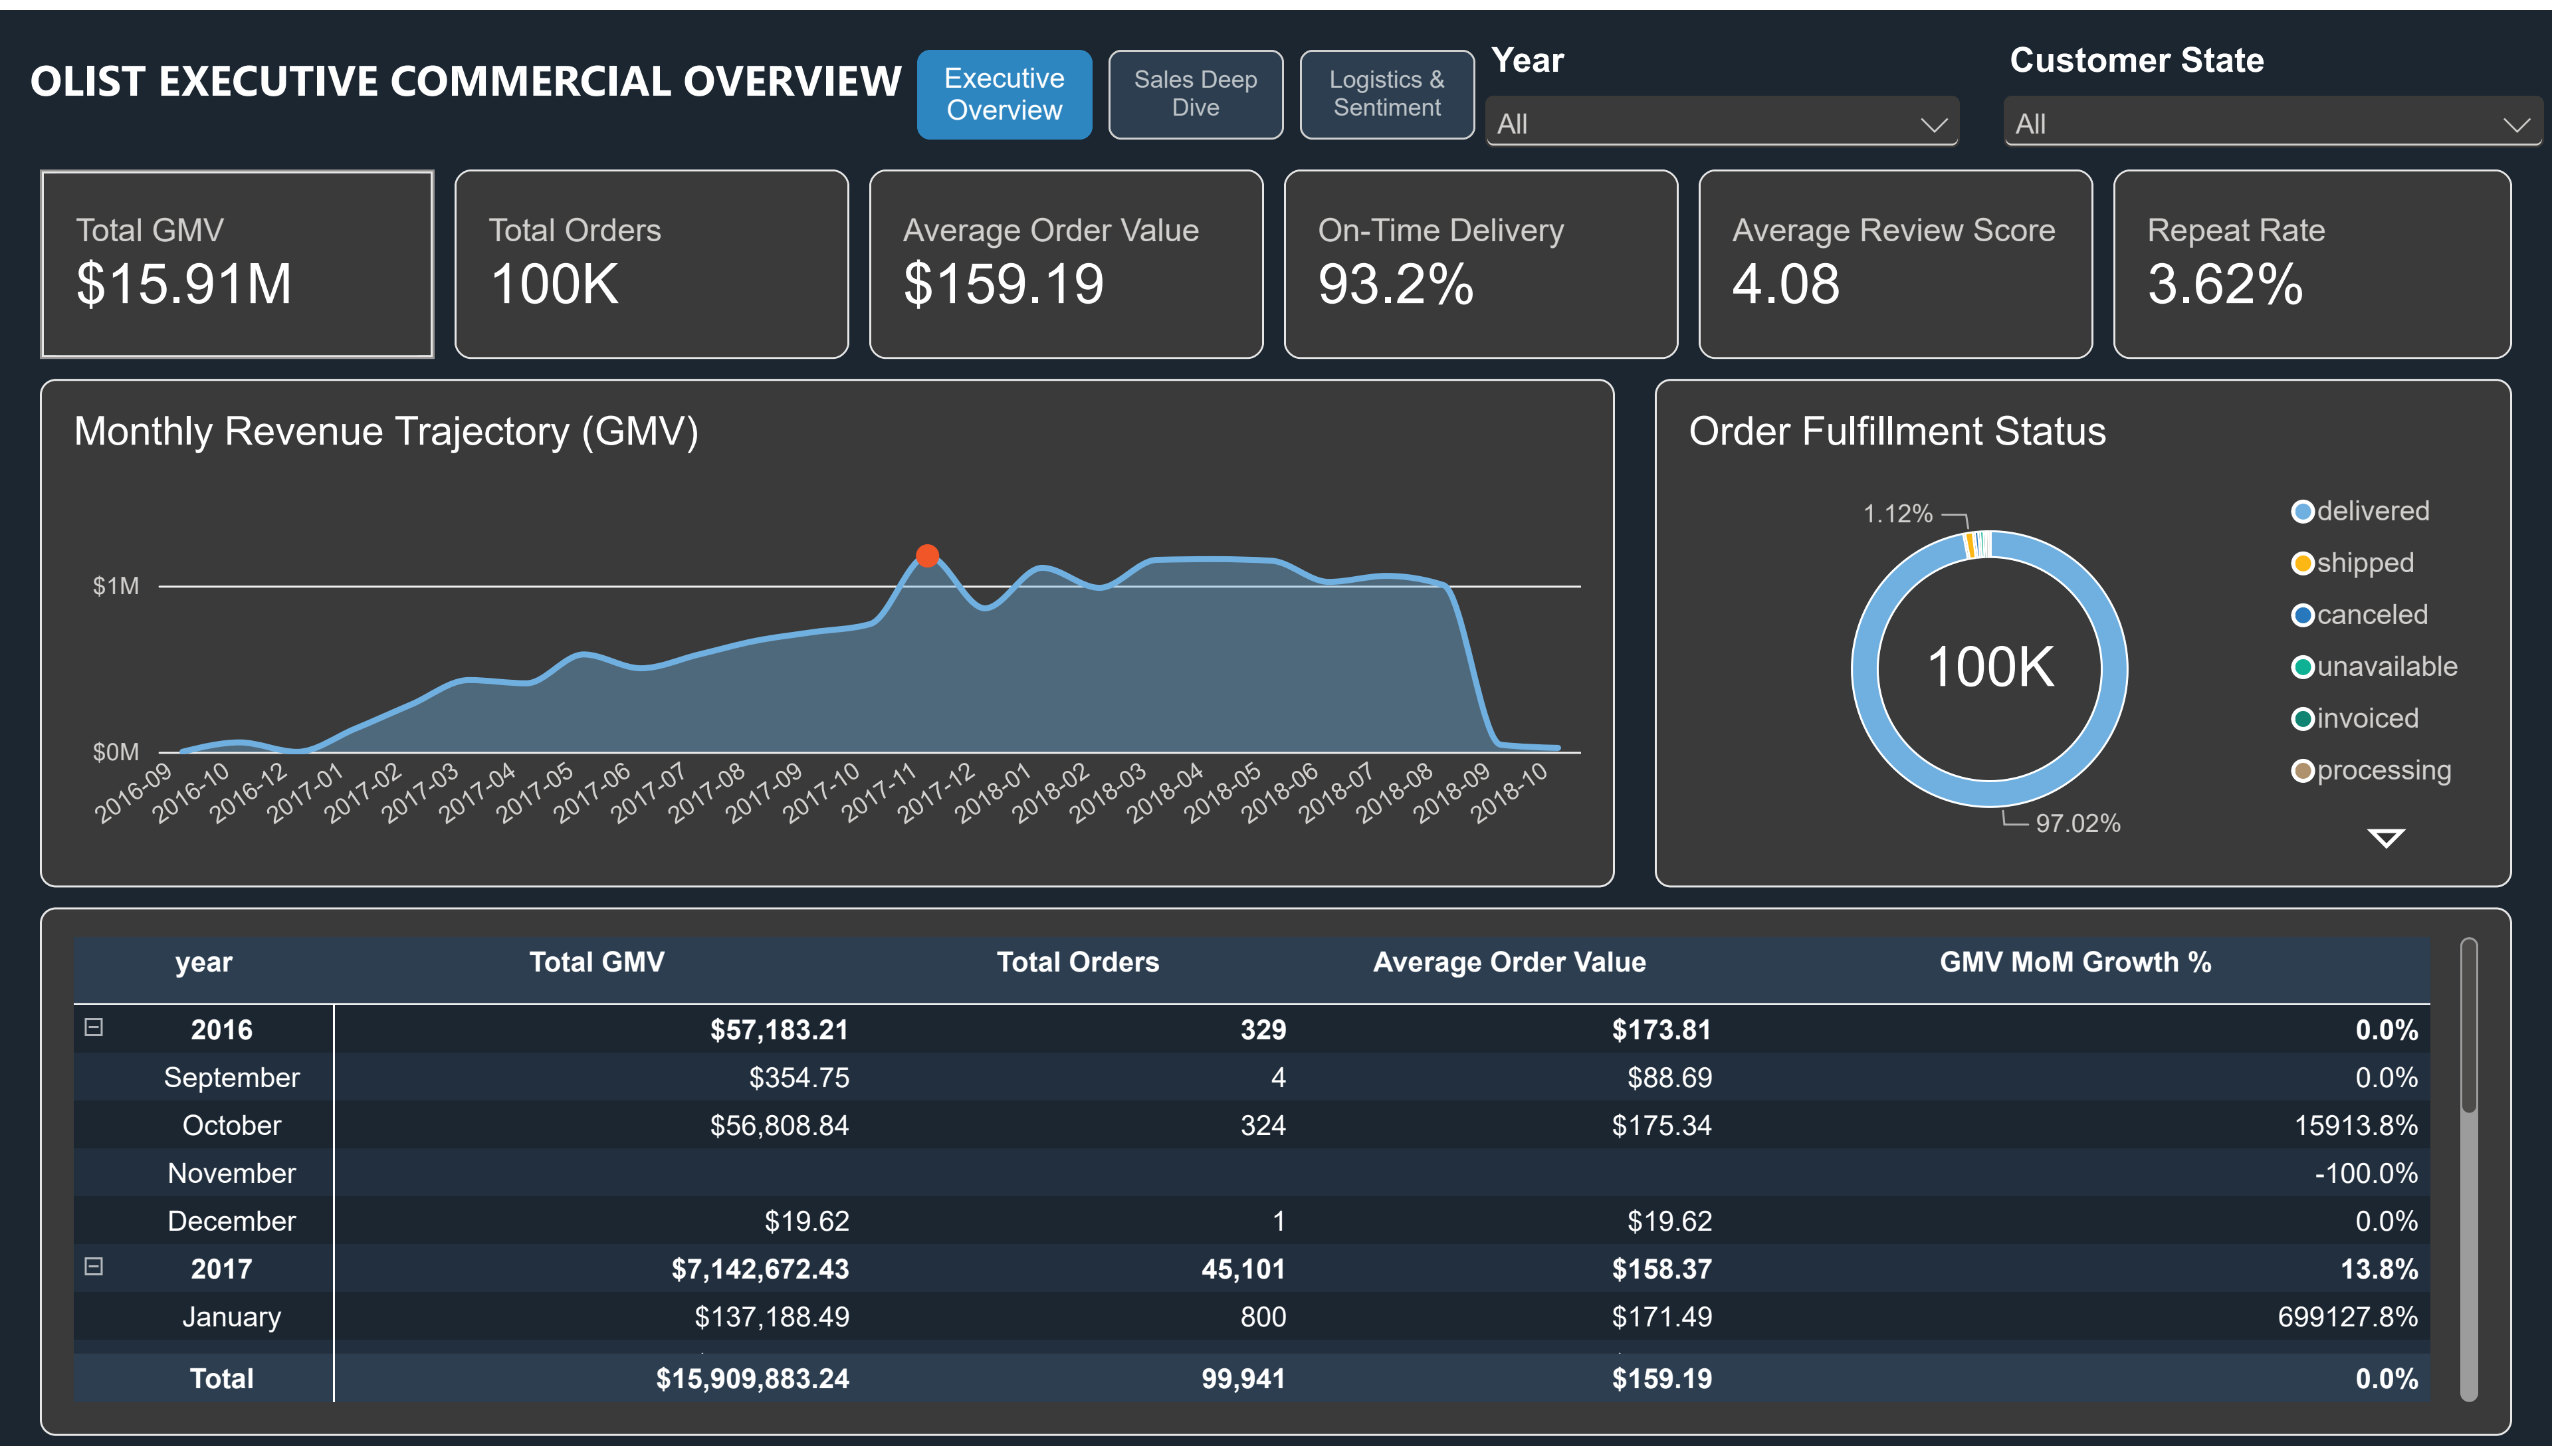 OLIST EXECUTIVE COMMERCIAL OVERVIEW
Executive
Overview
Sales Deep
Dive
Logistics &
Sentiment
Year
All
Customer State
All
Total GMV
$15.91M
Total Orders
100K
Average Order Value
$159.19
On-Time Delivery
93.2%
Average Review Score
4.08
Repeat Rate
3.62%
Monthly Revenue Trajectory (GMV)
$1M
$0M
2016-09
2016-10
2016-12
2017-01
2017-02
2017-03
2017-04
2017-05
2017-06
2017-07
2017-08
2017-09
2017-10
2017-11
2017-12
2018-01
2018-02
2018-03
2018-04
2018-05
2018-06
2018-07
2018-08
2018-09
2018-10
Order Fulfillment Status
1.12%
100K
97.02%
delivered
shipped
canceled
unavailable
invoiced
processing
year Total GMV Total Orders Average Order Value GMV MoM Growth %
2016 $57,183.21 329 $173.81 0.0%
September $354.75 4 $88.69 0.0%
October $56,808.84 324 $175.34 15913.8%
November -100.0%
December $19.62 1 $19.62 0.0%
2017 $7,142,672.43 45,101 $158.37 13.8%
January $137,188.49 800 $171.49 699127.8%
Total $15,909,883.24 99,941 $159.19 0.0%